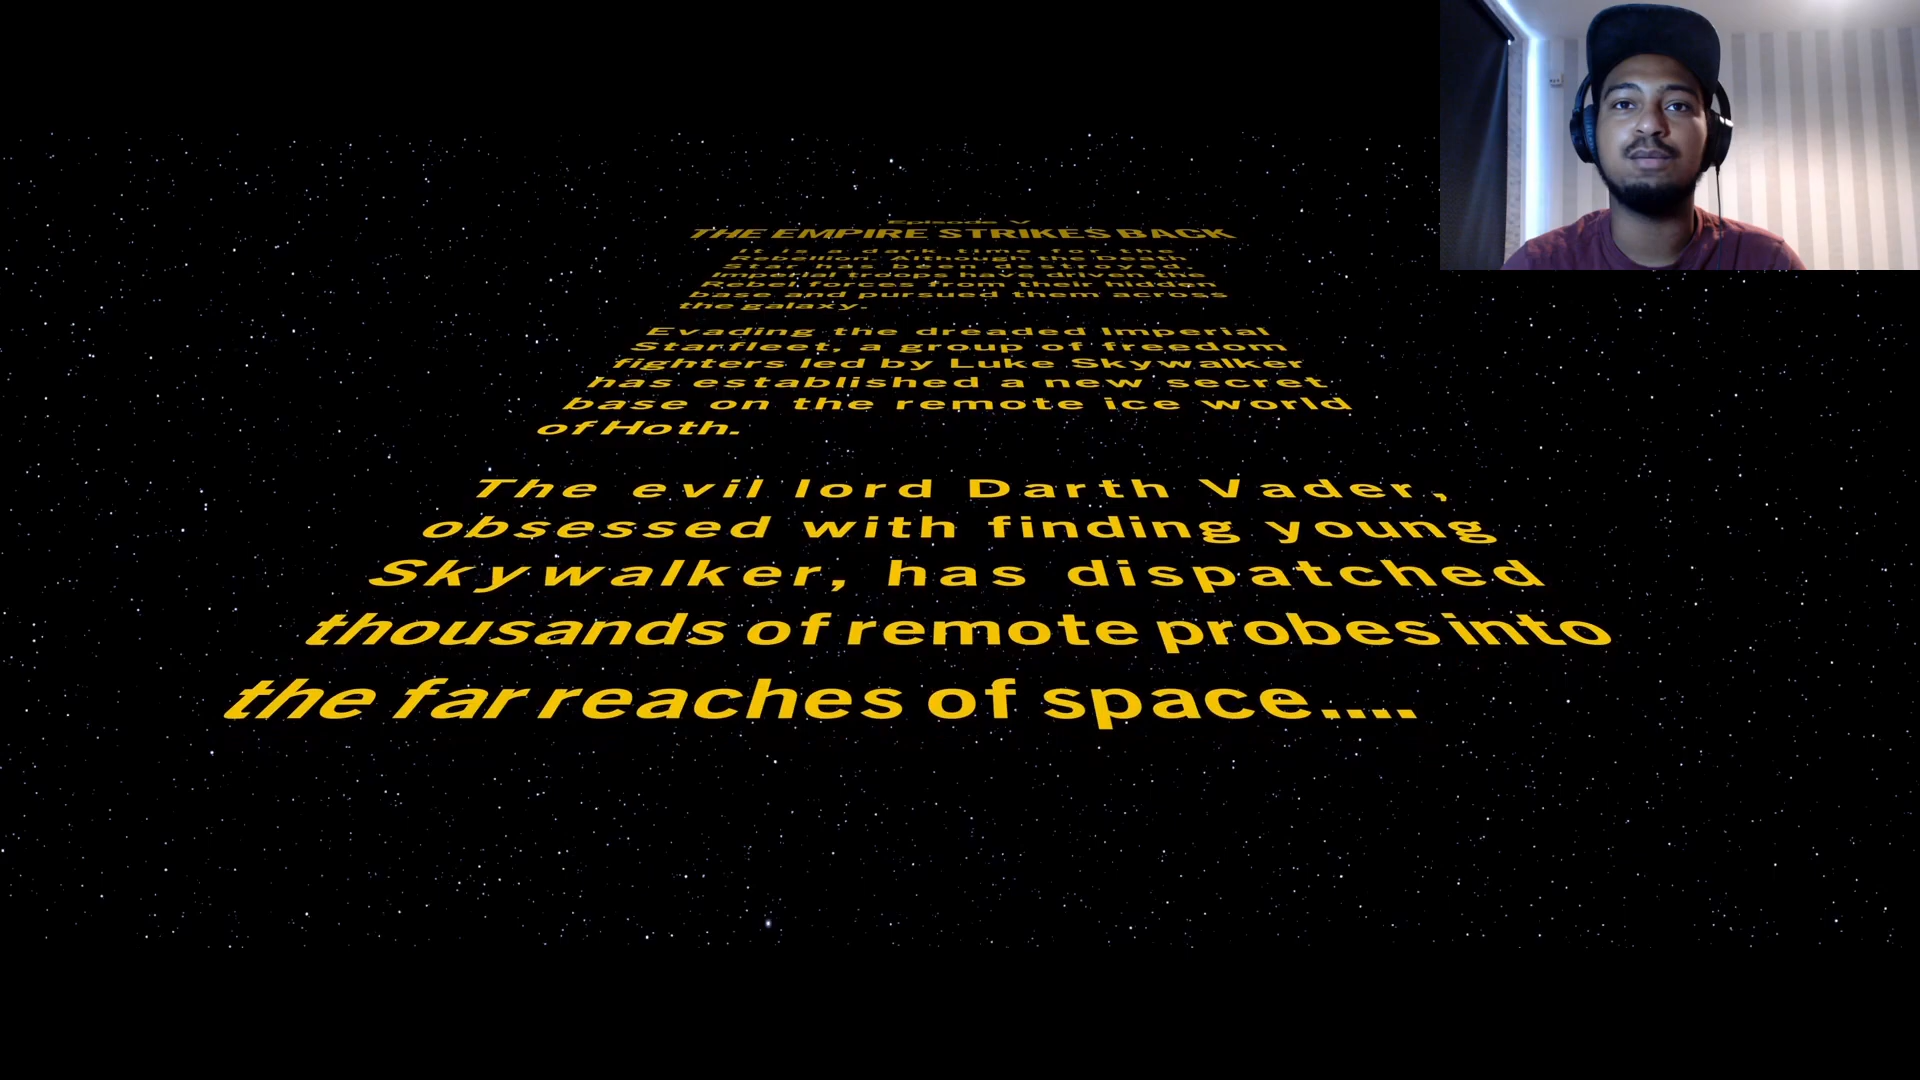 Episode V
THE EMPIRE STRIKES BACK
It is a dark time for the
Rebellion. Although the Death
Star has been destroyed,
Imperial troops have driven the
Rebel forces from their hidden
base and pursued them across
the galaxy.
Evading the dreaded Imperial
Starfleet, a group of freedom
fighters led by Luke Skywalker
has established a new secret
base on the remote ice world
of Hoth.
The evil lord Darth Vader,
obsessed with finding young
Skywalker, has dispatched
thousands of remote probes into
the far reaches of space....